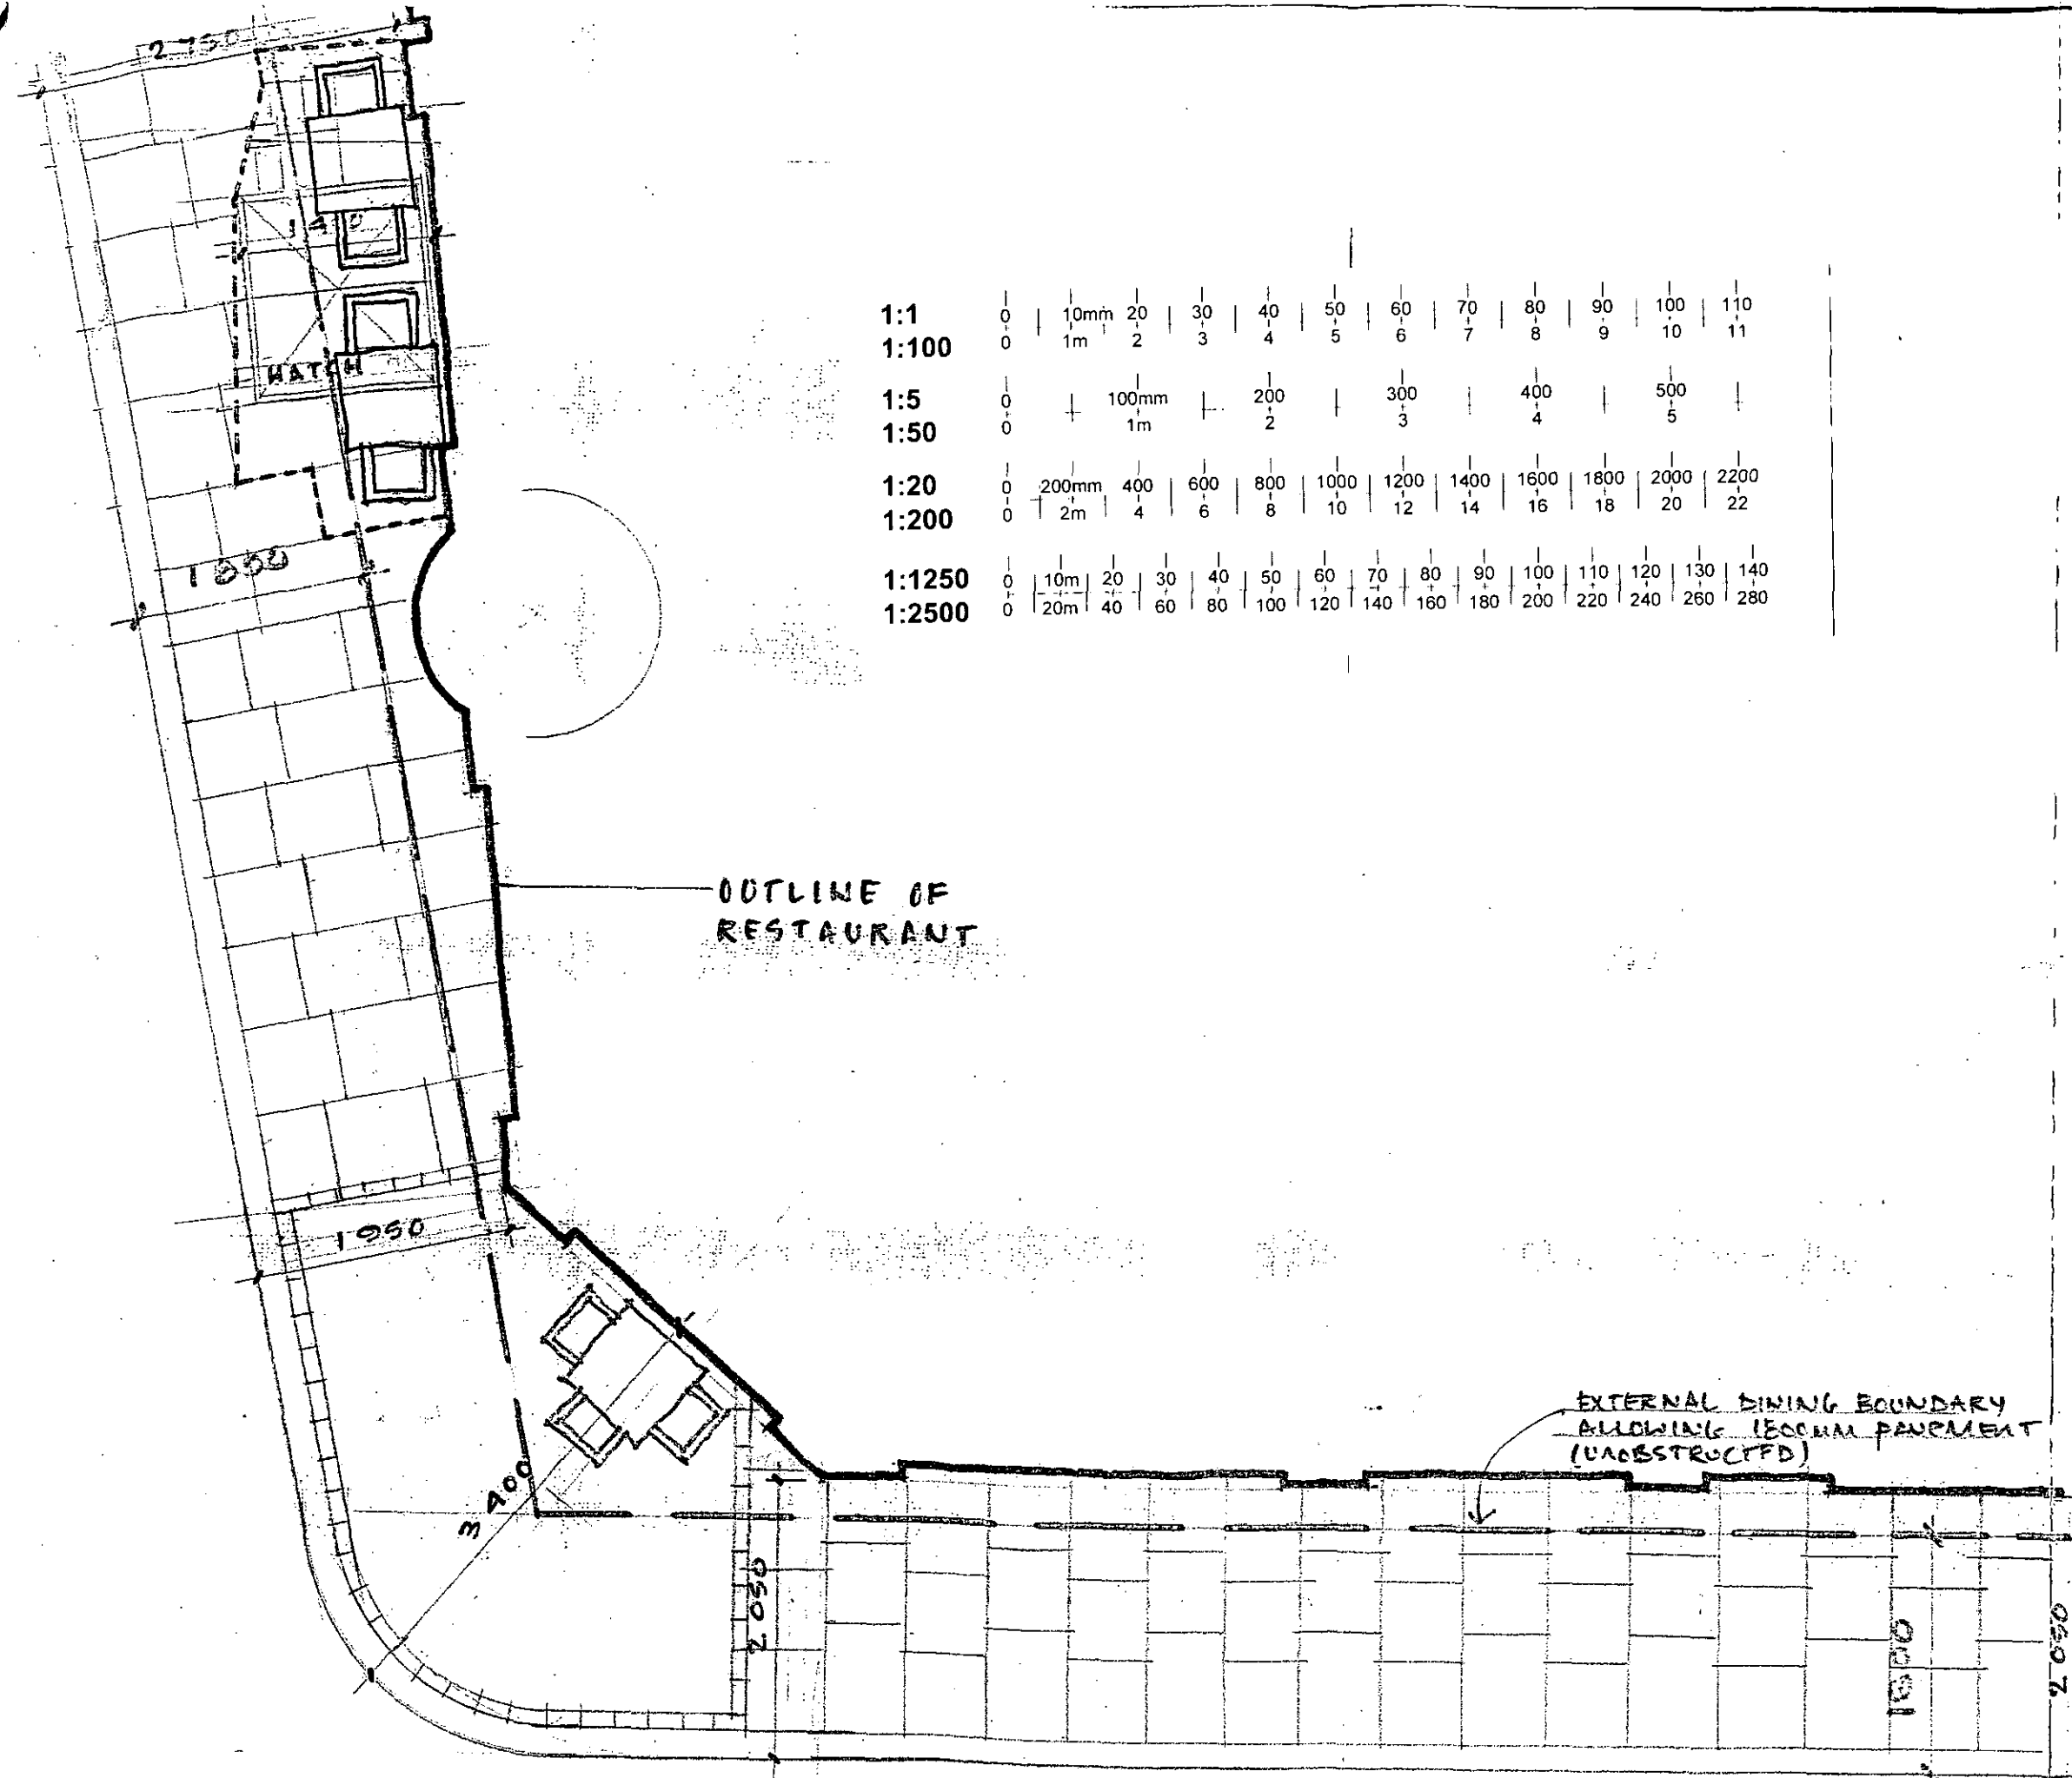 2750
HATCH
1800
1:1 0 10mm 20 30 40 50 60 70 80 90 100 110
1:100 0 1m 2 3 4 5 6 7 8 9 10 11
1:5 0 100mm 200 300 400 500
1:50 0 1m 2 3 4 5
1:20 0 200mm 400 600 800 1000 1200 1400 1600 1800 2000 2200
1:200 0 2m 4 6 8 10 12 14 16 18 20 22
1:1250 0 10m 20 30 40 50 60 70 80 90 100 110 120 130 140
1:2500 0 20m 40 60 80 100 120 140 160 180 200 220 240 260 280
OUTLINE OF
RESTAURANT
1950
EXTERNAL DINING BOUNDARY
ALLOWING 1800MM PAVEMENT
(UNOBSTRUCTED)
3400
2050
1800
2050